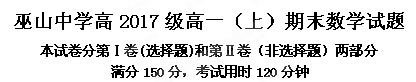 巫山中学高2017级高一（上）期末数学试题
本试卷分第Ⅰ卷(选择题)和第Ⅱ卷（非选择题）两部分
满分150分，考试用时120分钟